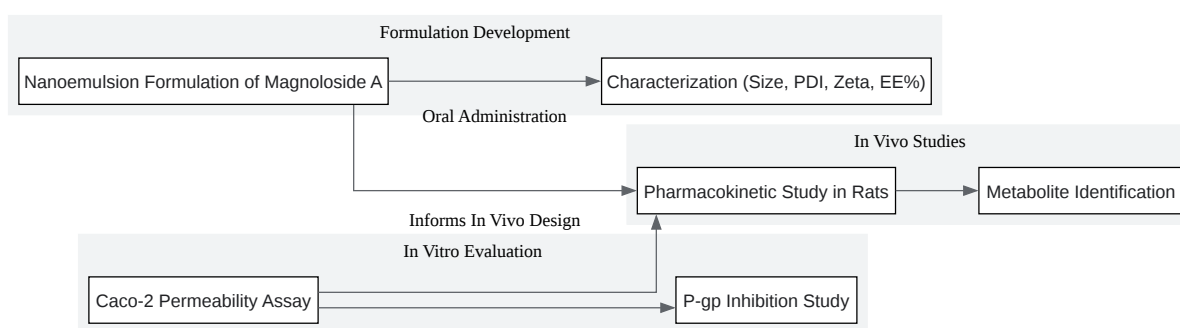 Formulation Development
Nanoemulsion Formulation of Magnoloside A
Characterization (Size, PDI, Zeta, EE%)
Oral Administration
In Vivo Studies
Pharmacokinetic Study in Rats
Metabolite Identification
Informs In Vivo Design
In Vitro Evaluation
Caco-2 Permeability Assay
P-gp Inhibition Study